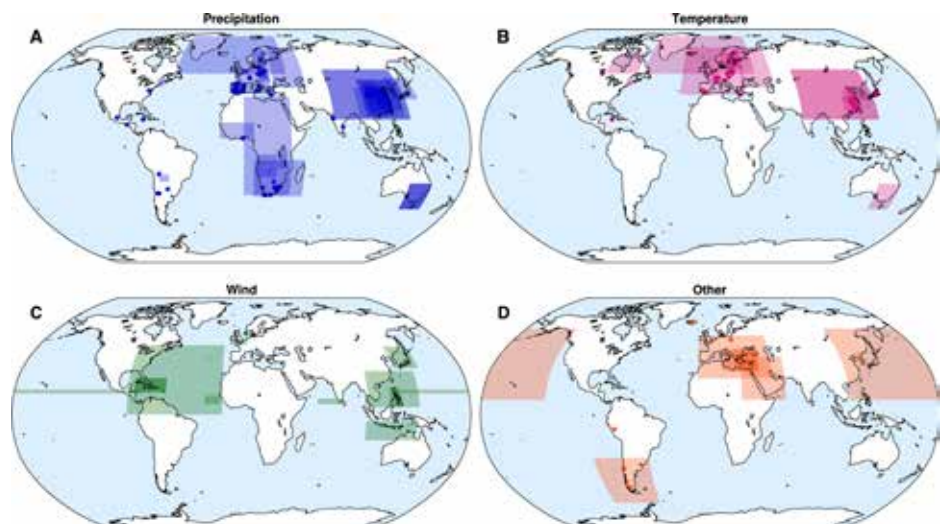 Precipitation
A
Temperature
B
Wind
C
Other
D